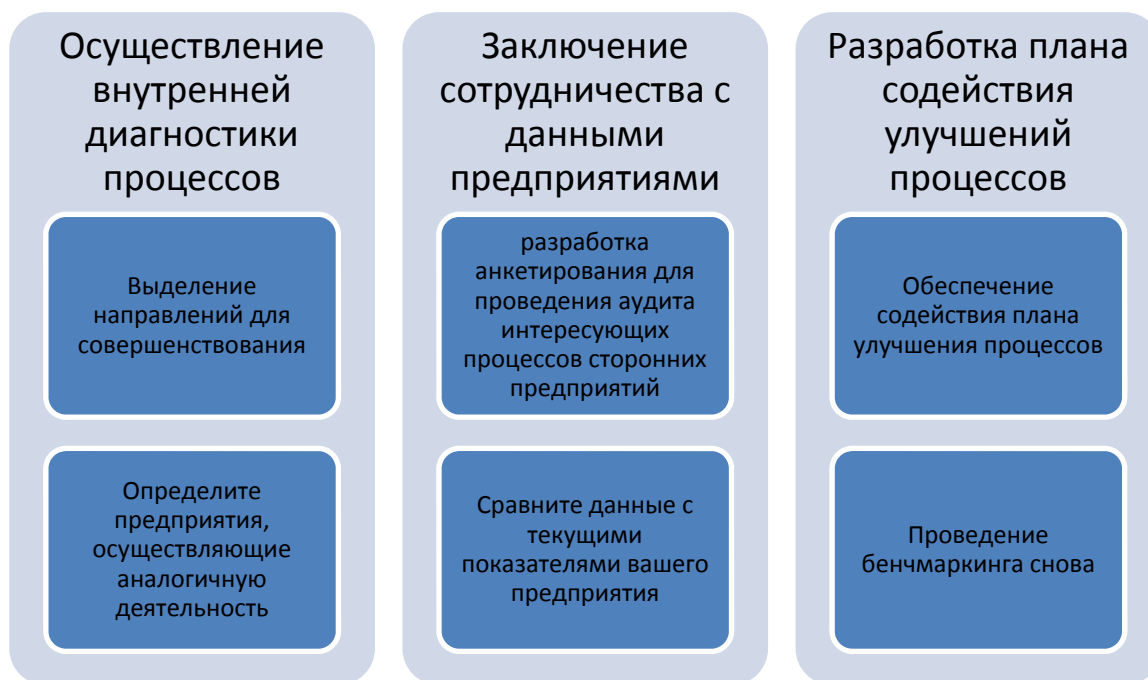 Осуществление
внутренней
диагностики
процессов
Выделение
направлений для
совершенствования
Определите
предприятия,
осуществляющие
аналогичную
деятельность
Заключение
сотрудничества с
данными
предприятиями
разработка
анкетирования для
проведения аудита
интересующих
процессов сторонних
предприятий
Сравните данные с
текущими
показателями вашего
предприятия
Разработка плана
содействия
улучшений
процессов
Обеспечение
содействия плана
улучшения процессов
Проведение
бенчмаркинга снова